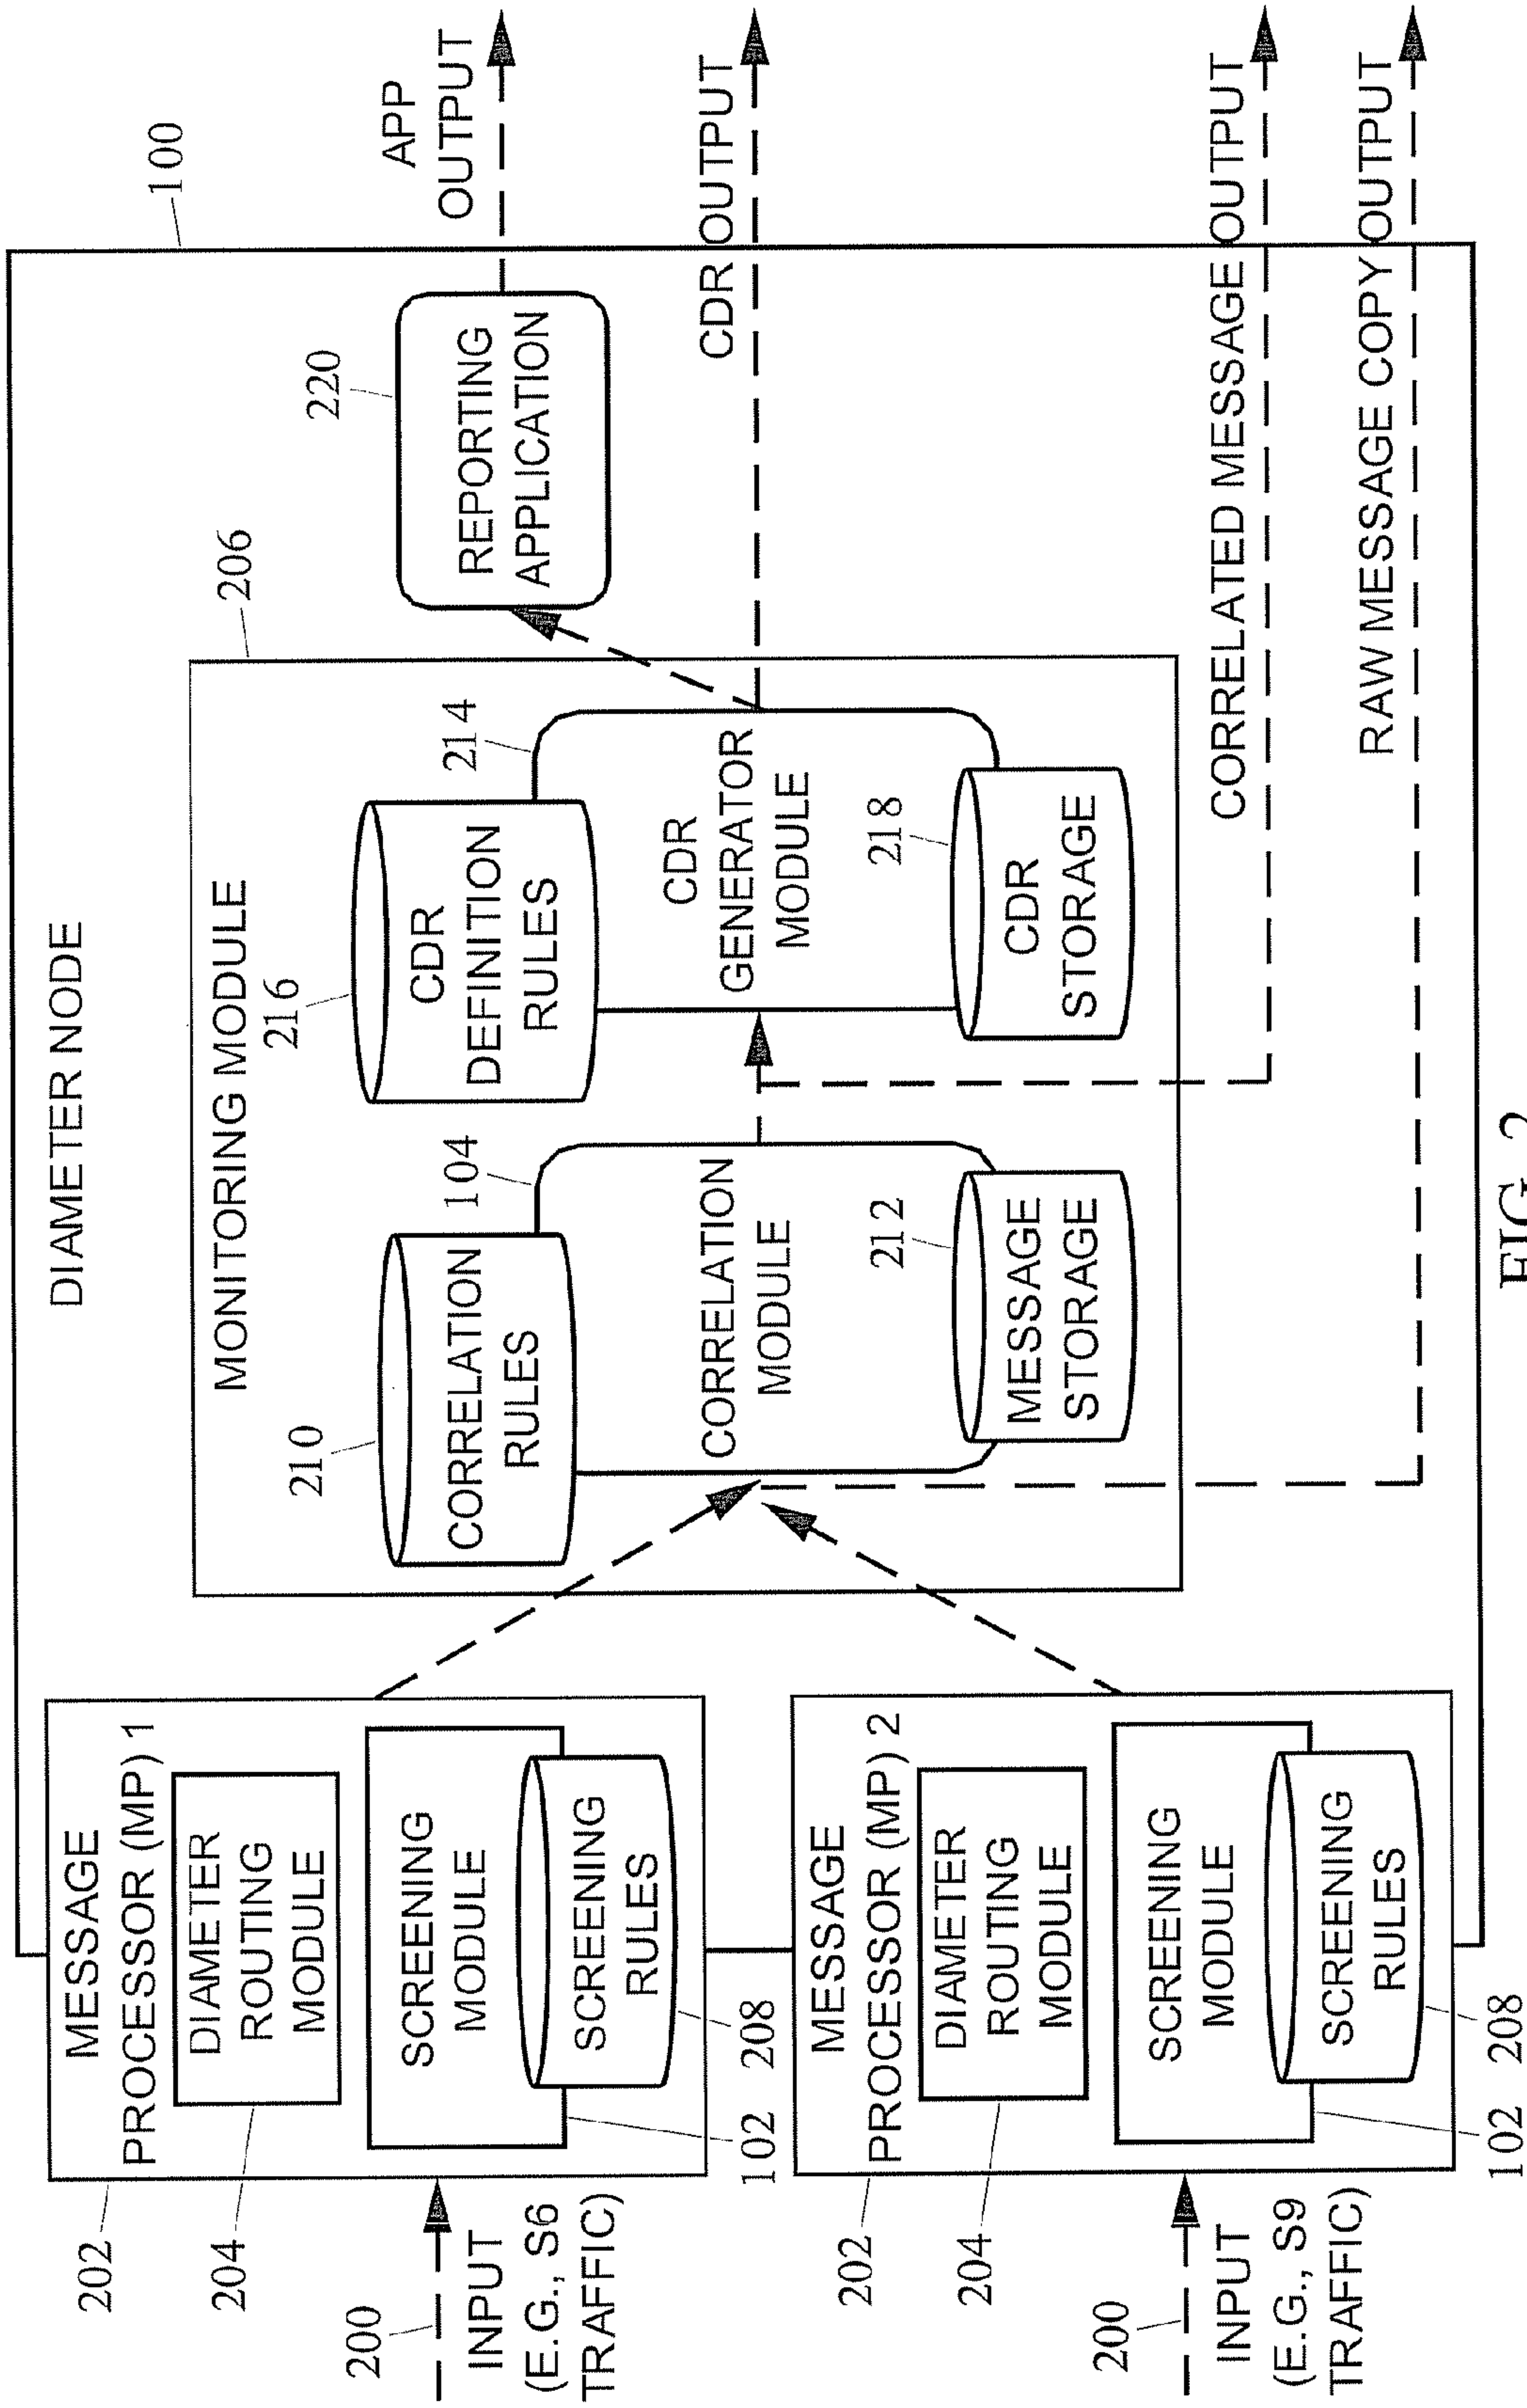 DIAMETER NODE
100
MESSAGE
PROCESSOR (MP) 1
202
DIAMETER
ROUTING
MODULE
204
SCREENING
MODULE
SCREENING
RULES
102
208
200
INPUT
(E.G., S6
TRAFFIC)
MESSAGE
PROCESSOR (MP) 2
202
DIAMETER
ROUTING
MODULE
204
SCREENING
MODULE
SCREENING
RULES
102
208
200
INPUT
(E.G., S9
TRAFFIC)
MONITORING MODULE
206
210
CORRELATION
RULES
104
CORRELATION
MODULE
212
MESSAGE
STORAGE
216
CDR
DEFINITION
RULES
214
CDR
GENERATOR
MODULE
218
CDR
STORAGE
220
REPORTING
APPLICATION
APP
OUTPUT
CDR OUTPUT
CORRELATED MESSAGE OUTPUT
RAW MESSAGE COPY OUTPUT
FIG. 2